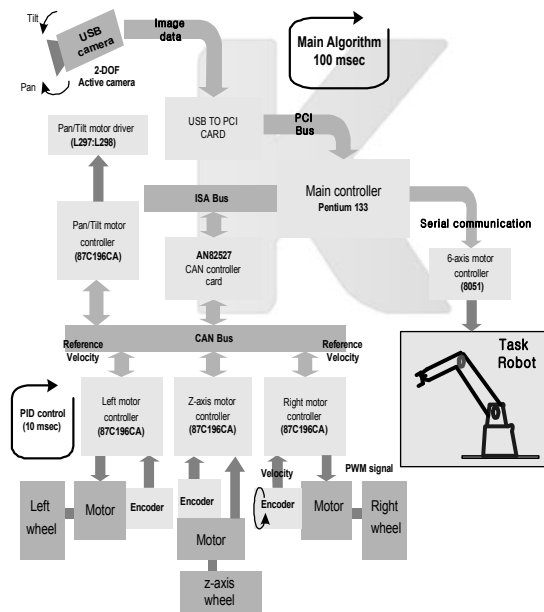 Tilt
USB
camera
Image
data
2-DOF
Active camera
Pan
Main Algorithm
100 msec
Pan/Tilt motor driver
(L297:L298)
USB TO PCI
CARD
PCI
Bus
ISA Bus
Main controller
Pentium 133
Pan/Tilt motor
controller
(87C196CA)
AN82527
CAN controller
card
Serial communication
6-axis motor
controller
(8051)
CAN Bus
Reference
Velocity
Reference
Velocity
Task
Robot
PID control
(10 msec)
Left motor
controller
(87C196CA)
Z-axis motor
controller
(87C196CA)
Right motor
controller
(87C196CA)
Velocity
PWM signal
Left
wheel
Motor
Encoder
Encoder
Motor
Encoder
Motor
Right
wheel
z-axis
wheel